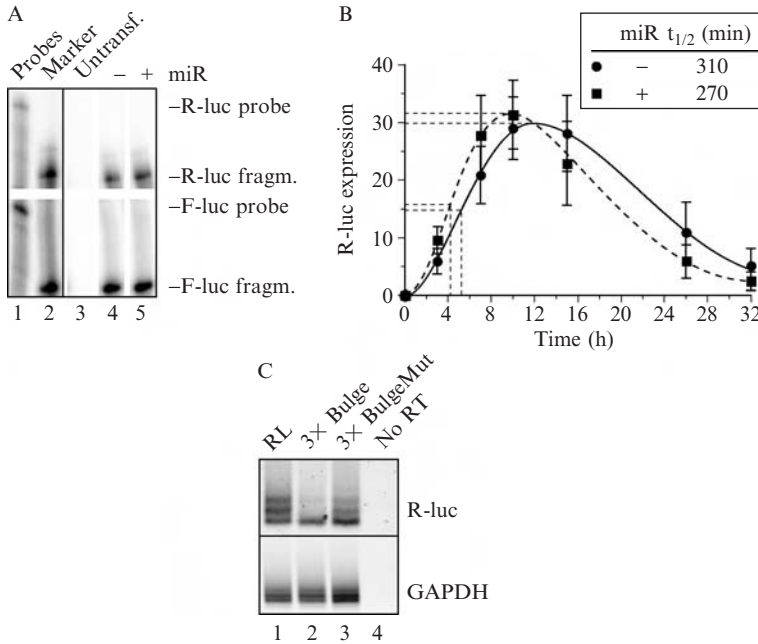 A
Probes
Marker
Untransf.
– + miR
–R-luc probe
–R-luc fragm.
–F-luc probe
–F-luc fragm.
1 2 3 4 5
B
miR t1/2 (min)
– 310
+ 270
R-luc expression
40
30
20
10
0
0 4 8 12 16 20 24 28 32
Time (h)
C
RL
3× Bulge
3× BulgeMut
No RT
R-luc
GAPDH
1 2 3 4